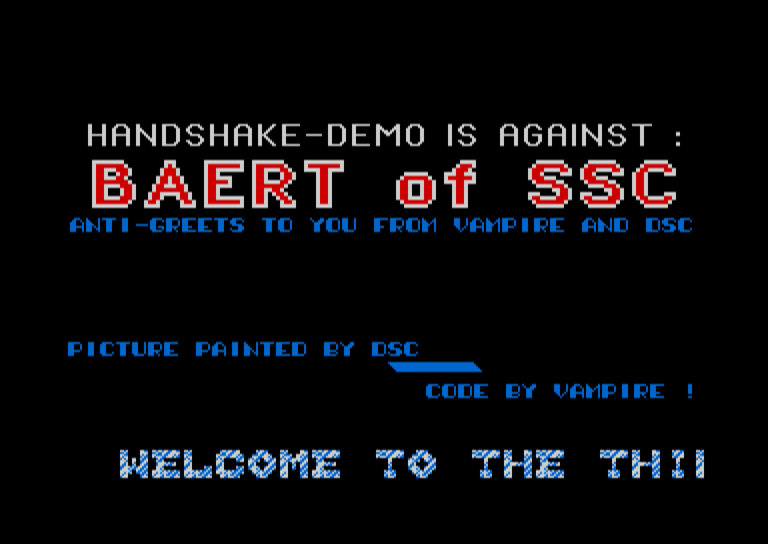 HANDSHAKE-DEMO IS AGAINST :
BAERT of SSC
ANTI-GREETS TO YOU FROM VAMPIRE AND DSC
PICTURE PAINTED BY DSC
CODE BY VAMPIRE !
WELCOME TO THE